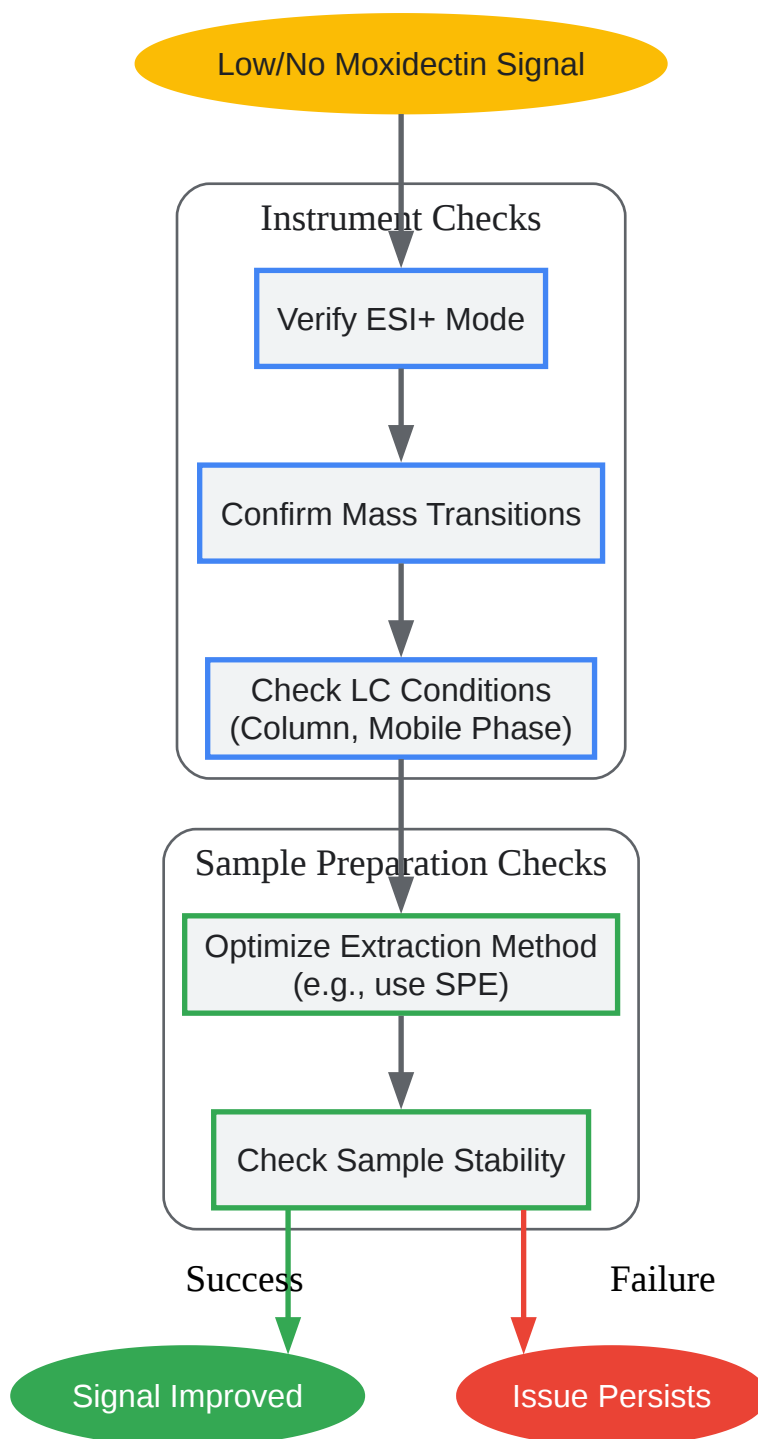 Low/No Moxidectin Signal
Instrument Checks
Verify ESI+ Mode
Confirm Mass Transitions
Check LC Conditions
(Column, Mobile Phase)
Sample Preparation Checks
Optimize Extraction Method
(e.g., use SPE)
Check Sample Stability
Success
Failure
Signal Improved
Issue Persists